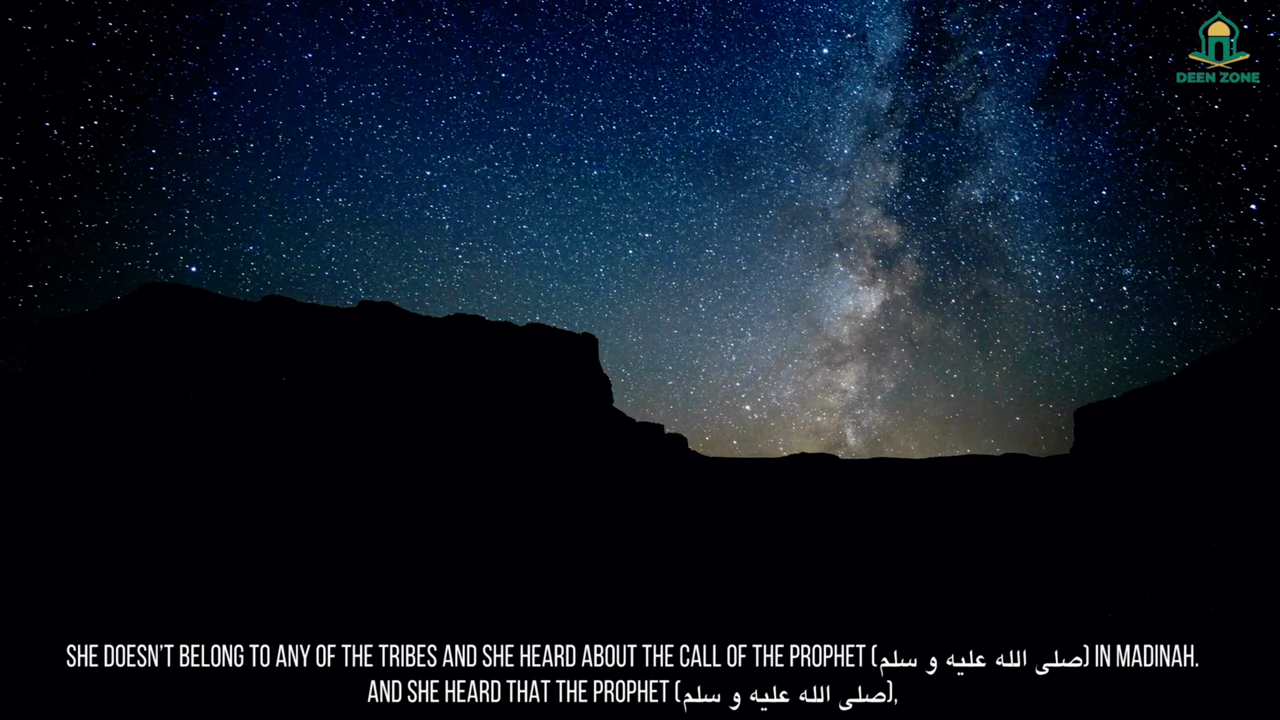 DEEN ZONE
SHE DOESN'T BELONG TO ANY OF THE TRIBES AND SHE HEARD ABOUT THE CALL OF THE PROPHET (صلى الله عليه و سلم) IN MADINAH.
AND SHE HEARD THAT THE PROPHET (صلى الله عليه و سلم),